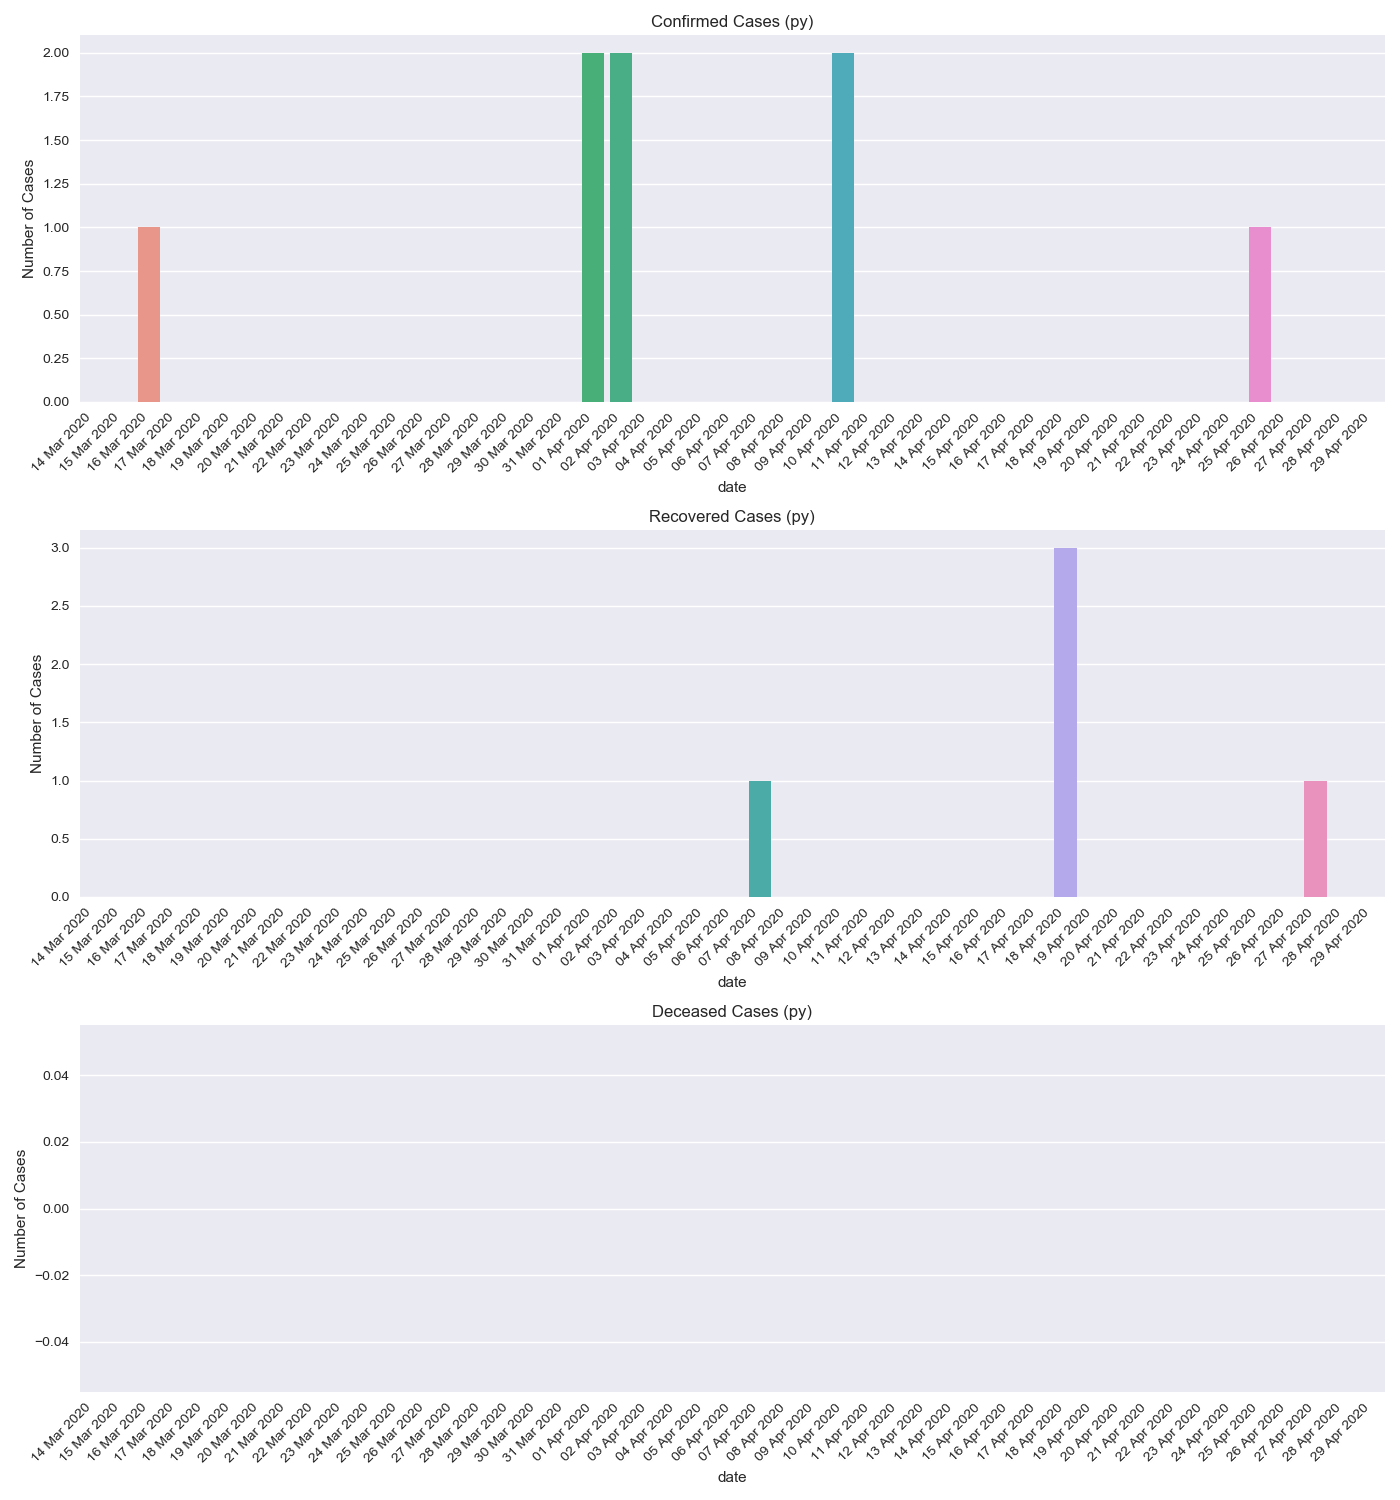 Confirmed Cases (py)
2.00
1.75
1.50
1.25
1.00
0.75
0.50
0.25
0.00
Number of Cases
14 Mar 2020
15 Mar 2020
16 Mar 2020
17 Mar 2020
18 Mar 2020
19 Mar 2020
20 Mar 2020
21 Mar 2020
22 Mar 2020
23 Mar 2020
24 Mar 2020
25 Mar 2020
26 Mar 2020
27 Mar 2020
28 Mar 2020
29 Mar 2020
30 Mar 2020
31 Mar 2020
01 Apr 2020
02 Apr 2020
03 Apr 2020
04 Apr 2020
05 Apr 2020
06 Apr 2020
07 Apr 2020
08 Apr 2020
09 Apr 2020
10 Apr 2020
11 Apr 2020
12 Apr 2020
13 Apr 2020
14 Apr 2020
15 Apr 2020
16 Apr 2020
17 Apr 2020
18 Apr 2020
19 Apr 2020
20 Apr 2020
21 Apr 2020
22 Apr 2020
23 Apr 2020
24 Apr 2020
25 Apr 2020
26 Apr 2020
27 Apr 2020
28 Apr 2020
29 Apr 2020
date
Recovered Cases (py)
3.0
2.5
2.0
1.5
1.0
0.5
0.0
Number of Cases
14 Mar 2020
15 Mar 2020
16 Mar 2020
17 Mar 2020
18 Mar 2020
19 Mar 2020
20 Mar 2020
21 Mar 2020
22 Mar 2020
23 Mar 2020
24 Mar 2020
25 Mar 2020
26 Mar 2020
27 Mar 2020
28 Mar 2020
29 Mar 2020
30 Mar 2020
31 Mar 2020
01 Apr 2020
02 Apr 2020
03 Apr 2020
04 Apr 2020
05 Apr 2020
06 Apr 2020
07 Apr 2020
08 Apr 2020
09 Apr 2020
10 Apr 2020
11 Apr 2020
12 Apr 2020
13 Apr 2020
14 Apr 2020
15 Apr 2020
16 Apr 2020
17 Apr 2020
18 Apr 2020
19 Apr 2020
20 Apr 2020
21 Apr 2020
22 Apr 2020
23 Apr 2020
24 Apr 2020
25 Apr 2020
26 Apr 2020
27 Apr 2020
28 Apr 2020
29 Apr 2020
date
Deceased Cases (py)
0.04
0.02
0.00
−0.02
−0.04
Number of Cases
14 Mar 2020
15 Mar 2020
16 Mar 2020
17 Mar 2020
18 Mar 2020
19 Mar 2020
20 Mar 2020
21 Mar 2020
22 Mar 2020
23 Mar 2020
24 Mar 2020
25 Mar 2020
26 Mar 2020
27 Mar 2020
28 Mar 2020
29 Mar 2020
30 Mar 2020
31 Mar 2020
01 Apr 2020
02 Apr 2020
03 Apr 2020
04 Apr 2020
05 Apr 2020
06 Apr 2020
07 Apr 2020
08 Apr 2020
09 Apr 2020
10 Apr 2020
11 Apr 2020
12 Apr 2020
13 Apr 2020
14 Apr 2020
15 Apr 2020
16 Apr 2020
17 Apr 2020
18 Apr 2020
19 Apr 2020
20 Apr 2020
21 Apr 2020
22 Apr 2020
23 Apr 2020
24 Apr 2020
25 Apr 2020
26 Apr 2020
27 Apr 2020
28 Apr 2020
29 Apr 2020
date